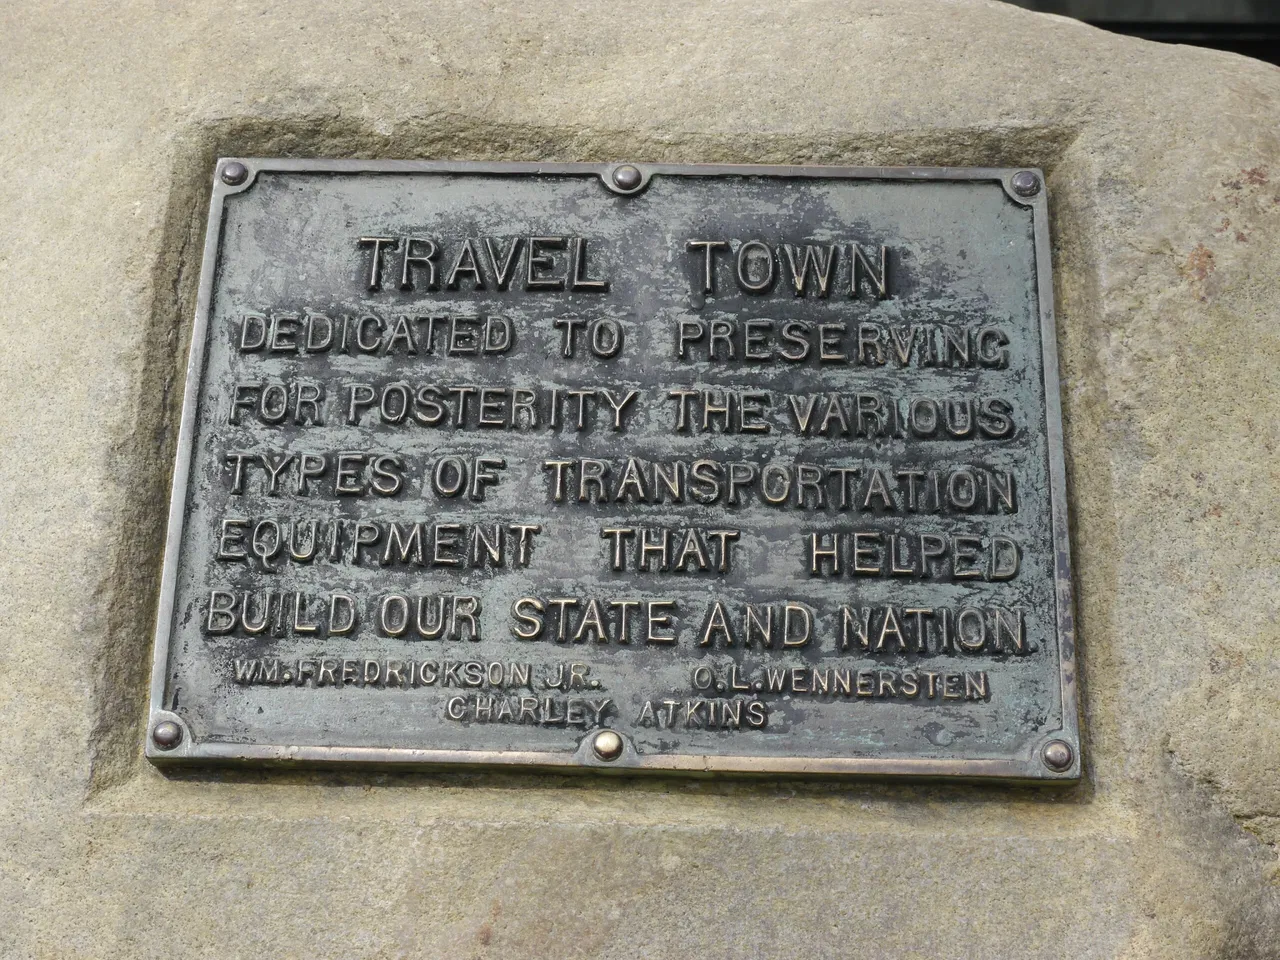 TRAVEL TOWN
DEDICATED TO PRESERVING
FOR POSTERITY THE VARIOUS
TYPES OF TRANSPORTATION
EQUIPMENT THAT HELPED
BUILD OUR STATE AND NATION
WM. FREDRICKSON JR. O.L. WENNERSTEN
CHARLEY ATKINS